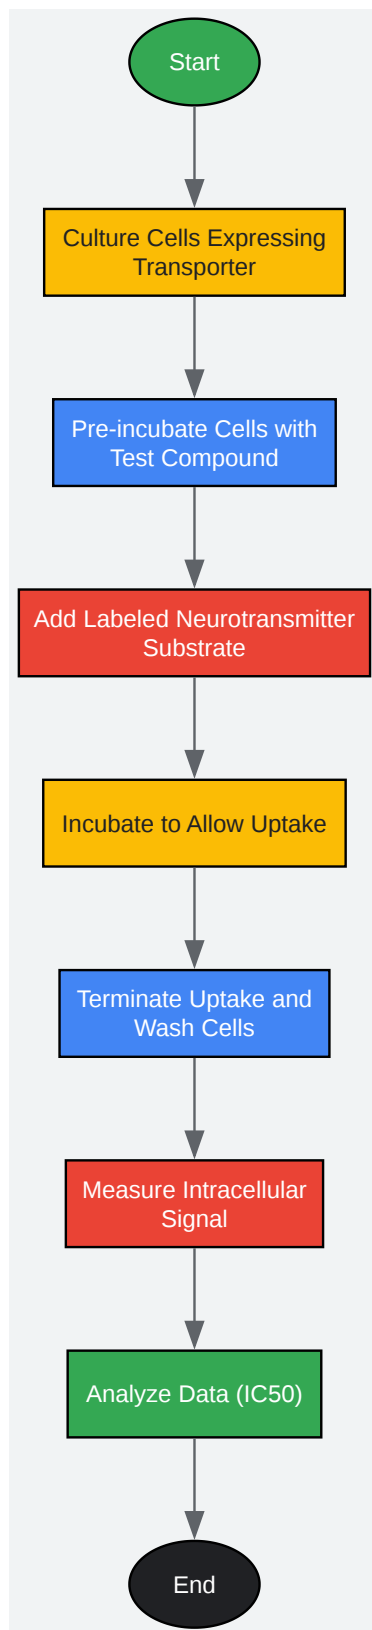 Start
Culture Cells Expressing
Transporter
Pre-incubate Cells with
Test Compound
Add Labeled Neurotransmitter
Substrate
Incubate to Allow Uptake
Terminate Uptake and
Wash Cells
Measure Intracellular
Signal
Analyze Data (IC50)
End